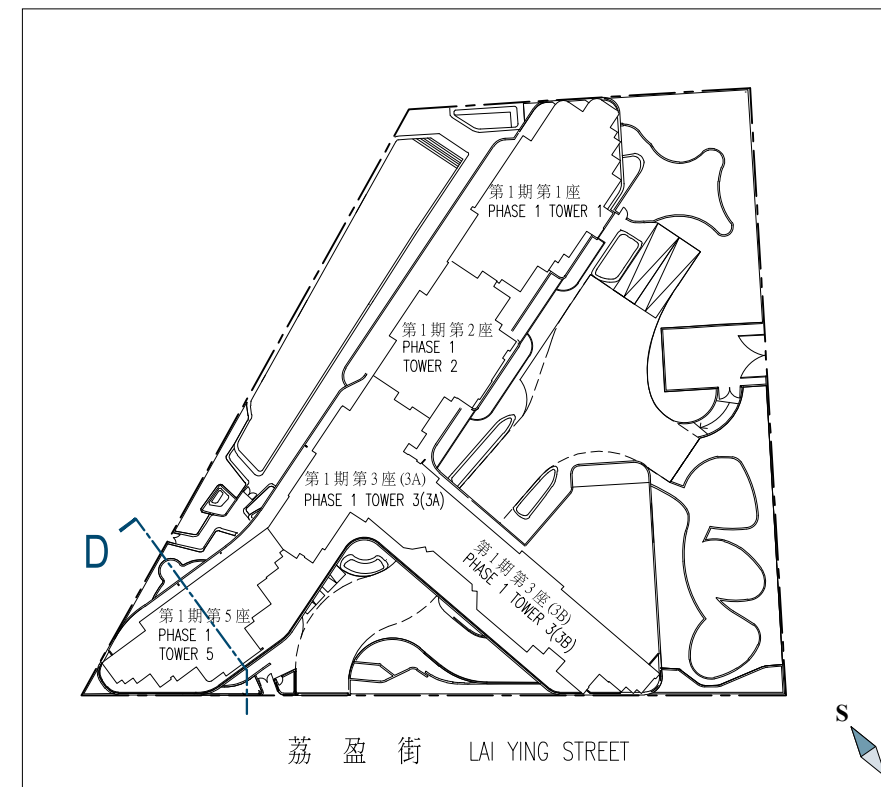 第1期第1座
PHASE 1 TOWER 1
第1期第2座
PHASE 1
TOWER 2
第1期第3座(3A)
PHASE 1 TOWER 3(3A)
第1期第3座(3B)
PHASE 1 TOWER 3(3B)
D
第1期第5座
PHASE 1
TOWER 5
荔盈街 LAI YING STREET
S